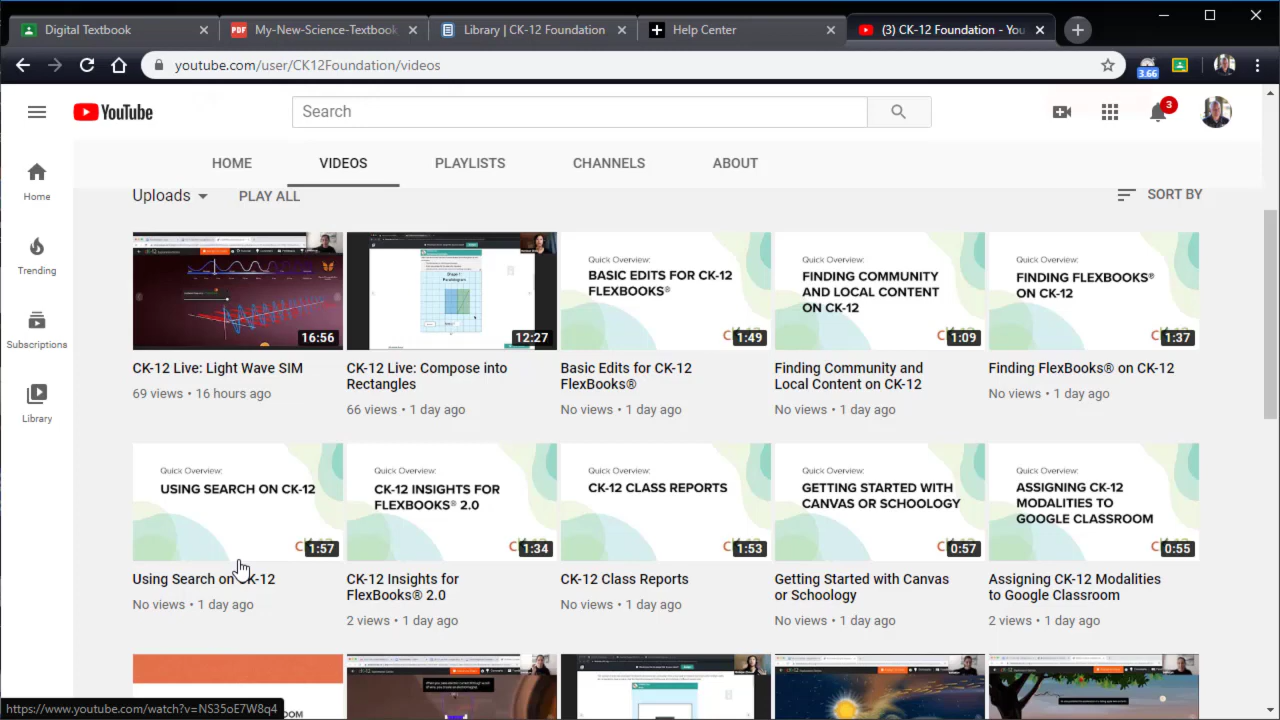 Digital Textbook
PDF
My-New-Science-Textbook
Library | CK-12 Foundation
Help Center
(3) CK-12 Foundation - You
youtube.com/user/CK12Foundation/videos
3.66
YouTube
Search
3
HOME
VIDEOS
PLAYLISTS
CHANNELS
ABOUT
Home
Trending
Subscriptions
Library
Uploads
PLAY ALL
SORT BY
16:56
CK-12 Live: Light Wave SIM
69 views • 16 hours ago
12:27
CK-12 Live: Compose into
Rectangles
66 views • 1 day ago
Quick Overview:
BASIC EDITS FOR CK-12
FLEXBOOKS®
1:49
Basic Edits for CK-12
FlexBooks®
No views • 1 day ago
Quick Overview:
FINDING COMMUNITY
AND LOCAL CONTENT
ON CK-12
1:09
Finding Community and
Local Content on CK-12
No views • 1 day ago
Quick Overview:
FINDING FLEXBOOKS®
ON CK-12
1:37
Finding FlexBooks® on CK-12
No views • 1 day ago
Quick Overview:
USING SEARCH ON CK-12
1:57
Using Search on CK-12
No views • 1 day ago
Quick Overview:
CK-12 INSIGHTS FOR
FLEXBOOKS® 2.0
1:34
CK-12 Insights for
FlexBooks® 2.0
2 views • 1 day ago
Quick Overview:
CK-12 CLASS REPORTS
1:53
CK-12 Class Reports
No views • 1 day ago
Quick Overview:
GETTING STARTED WITH
CANVAS OR SCHOOLOGY
0:57
Getting Started with Canvas
or Schoology
No views • 1 day ago
Quick Overview:
ASSIGNING CK-12
MODALITIES TO
GOOGLE CLASSROOM
0:55
Assigning CK-12 Modalities
to Google Classroom
2 views • 1 day ago
https://www.youtube.com/watch?v=NS35oE7W8q4